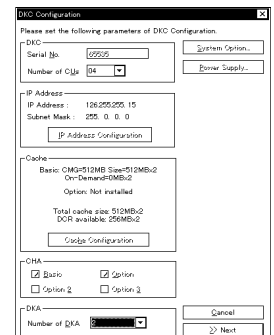 DKC Configuration
Please set the following parameters of DKC Configuration.
DKC
Serial No. 65535
System Option...
Number of CUs 04
Power Supply...
IP Address
IP Address : 126.255.255. 15
Subnet Mask : 255. 0. 0. 0
IP Address Configuration
Cache
Basic: CMG=512MB Size=512MBx2
On-Demand=0MBx2
Option: Not installed
Total cache size: 512MBx2
DCR available: 256MBx2
Cache Configuration
CHA
Basic Option
Option 2 Option 3
DKA
Number of DKA
Cancel
>> Next